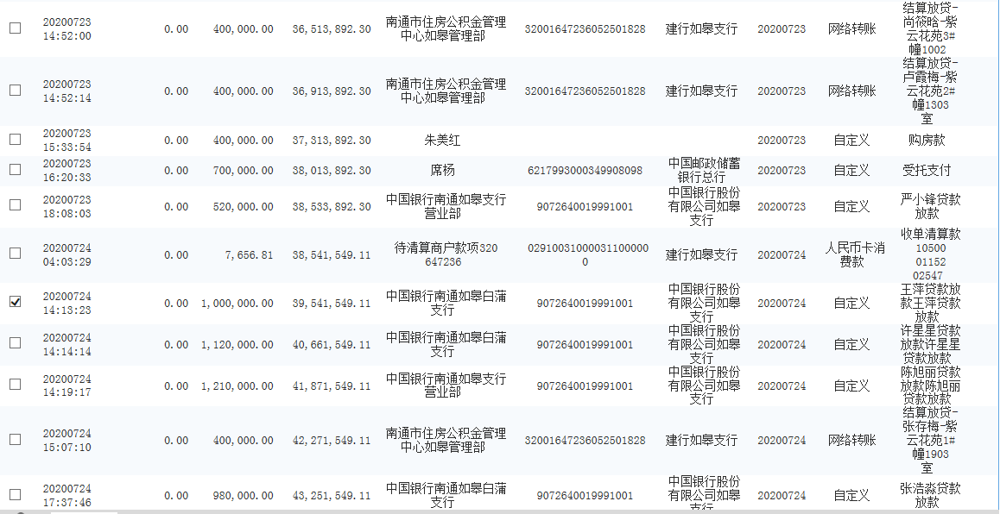 20200723
14:52:00
0.00
400,000.00
36,513,892.30
南通市住房公积金管理
中心如皋管理部
32001647236052501828
建行如皋支行
20200723
网络转账
结算放贷-
尚筱晗-紫
云花苑3#
幢1002
20200723
14:52:14
0.00
400,000.00
36,913,892.30
南通市住房公积金管理
中心如皋管理部
32001647236052501828
建行如皋支行
20200723
网络转账
结算放贷-
卢霞梅-紫
云花苑2#
幢1303
室
20200723
15:33:54
0.00
400,000.00
37,313,892.30
朱美红
20200723
自定义
购房款
20200723
16:20:33
0.00
700,000.00
38,013,892.30
席杨
6217993000349908098
中国邮政储蓄
银行总行
20200723
自定义
受托支付
20200723
18:08:03
0.00
520,000.00
38,533,892.30
中国银行南通如皋支行
营业部
9072640019991001
中国银行股份
有限公司如皋
支行
20200723
自定义
严小锋贷款
放款
20200724
04:03:29
0.00
7,656.81
38,541,549.11
待清算商户款项320
647236
02910031000031100000
0
建行如皋支行
20200724
人民币卡消
费款
收单清算款
10500
01152
02547
20200724
14:13:23
0.00
1,000,000.00
39,541,549.11
中国银行南通如皋白蒲
支行
9072640019991001
中国银行股份
有限公司如皋
支行
20200724
自定义
王萍贷款放
款王萍贷款
放款
20200724
14:14:14
0.00
1,120,000.00
40,661,549.11
中国银行南通如皋白蒲
支行
9072640019991001
中国银行股份
有限公司如皋
支行
20200724
自定义
许星星贷款
放款许星星
贷款放款
20200724
14:19:17
0.00
1,210,000.00
41,871,549.11
中国银行南通如皋支行
营业部
9072640019991001
中国银行股份
有限公司如皋
支行
20200724
自定义
陈旭丽贷款
放款陈旭丽
贷款放款
20200724
15:07:10
0.00
400,000.00
42,271,549.11
南通市住房公积金管理
中心如皋管理部
32001647236052501828
建行如皋支行
20200724
网络转账
结算放贷-
张存梅-紫
云花苑1#
幢1903
室
20200724
17:37:46
0.00
980,000.00
43,251,549.11
中国银行南通如皋白蒲
支行
9072640019991001
中国银行股份
有限公司如皋
支行
20200724
自定义
张浩淼贷款
放款